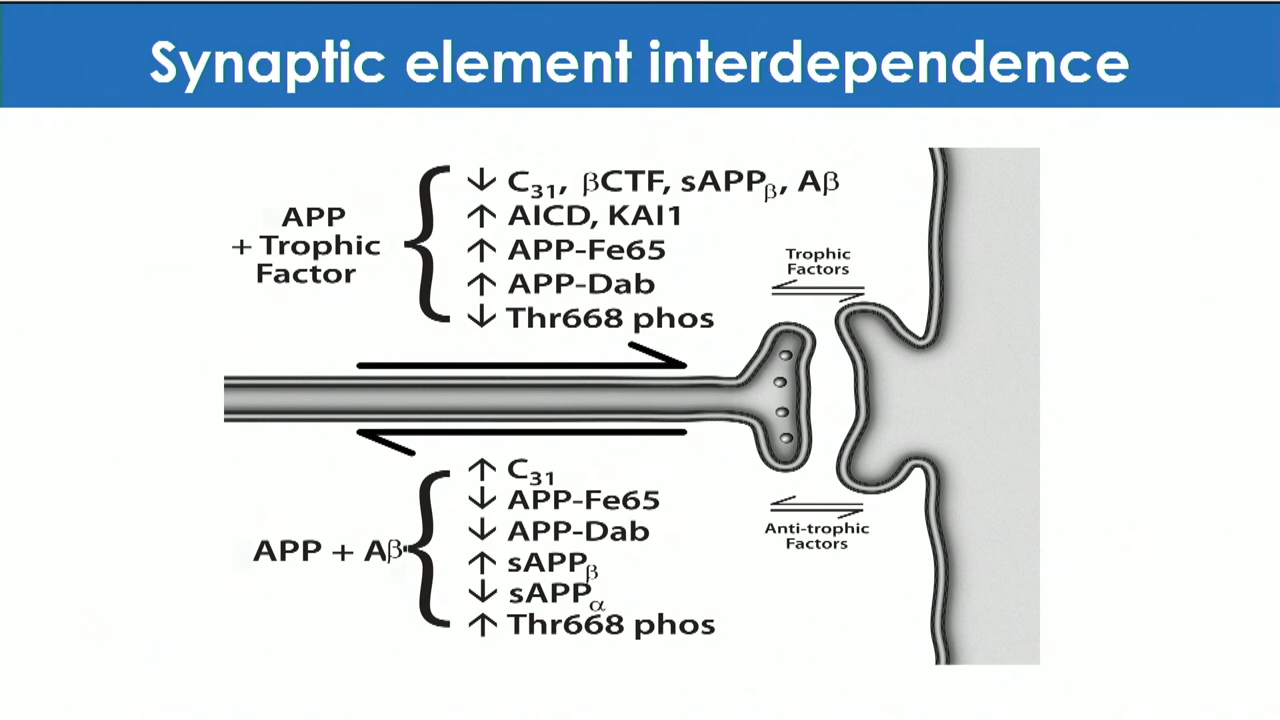 Synaptic element interdependence
APP
+ Trophic
Factor
↓ C31, βCTF, sAPPβ, Aβ
↑ AICD, KAI1
↑ APP-Fe65
↑ APP-Dab
↓ Thr668 phos
Trophic
Factors
APP + Aβ
↑ C31
↓ APP-Fe65
↓ APP-Dab
↑ sAPPβ
↓ sAPPα
↑ Thr668 phos
Anti-trophic
Factors